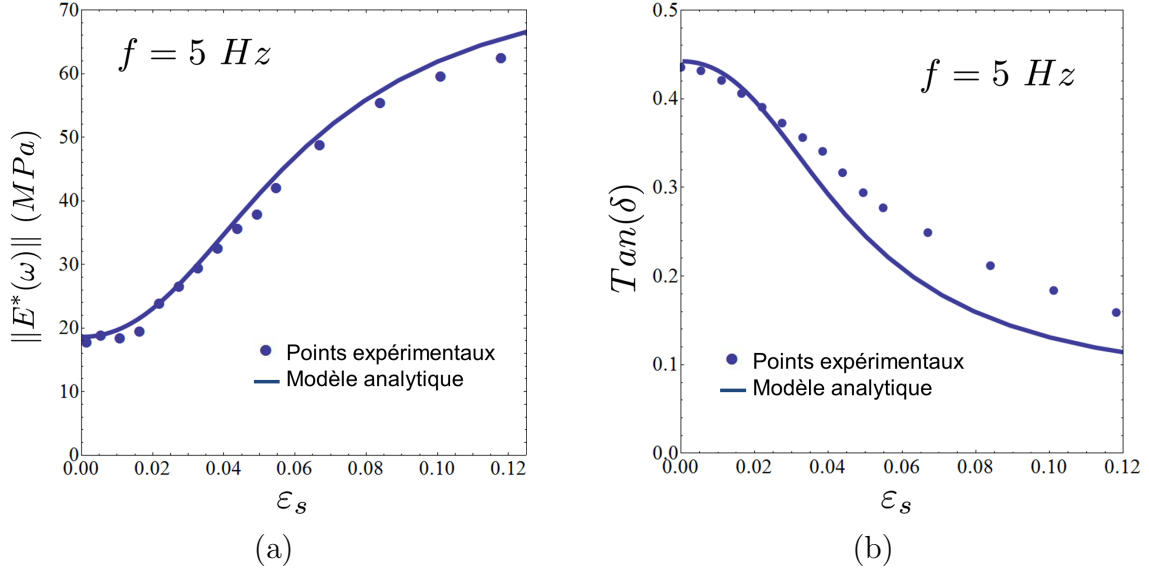 f = 5 Hz
‖E*(ω)‖ (MPa)
70
60
50
40
30
20
10
0
Points expérimentaux
Modèle analytique
0.00 0.02 0.04 0.06 0.08 0.10 0.12
εs
(a)
f = 5 Hz
Tan(δ)
0.5
0.4
0.3
0.2
0.1
0.0
Points expérimentaux
Modèle analytique
0.00 0.02 0.04 0.06 0.08 0.10 0.12
εs
(b)